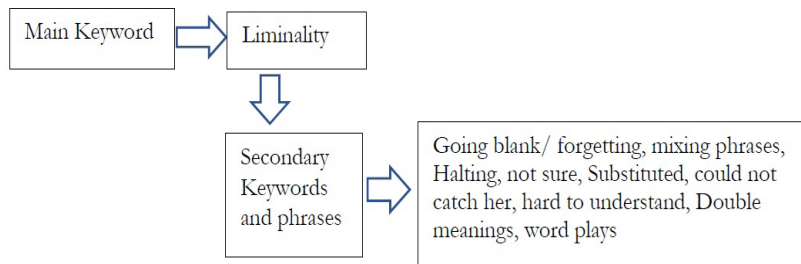 Main Keyword
Liminality
Secondary
Keywords
and phrases
Going blank/ forgetting, mixing phrases,
Halting, not sure, Substituted, could not
catch her, hard to understand, Double
meanings, word plays